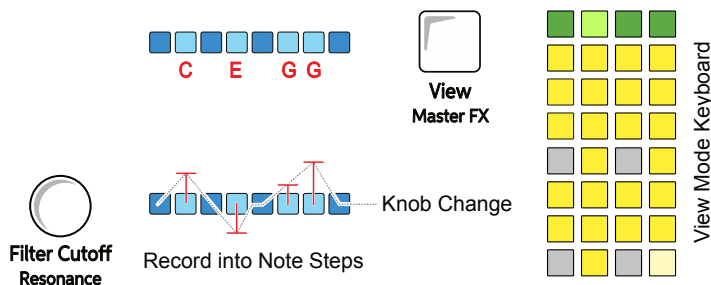 C E G G
View
Master FX
Knob Change
Filter Cutoff
Resonance
Record into Note Steps
View Mode Keyboard